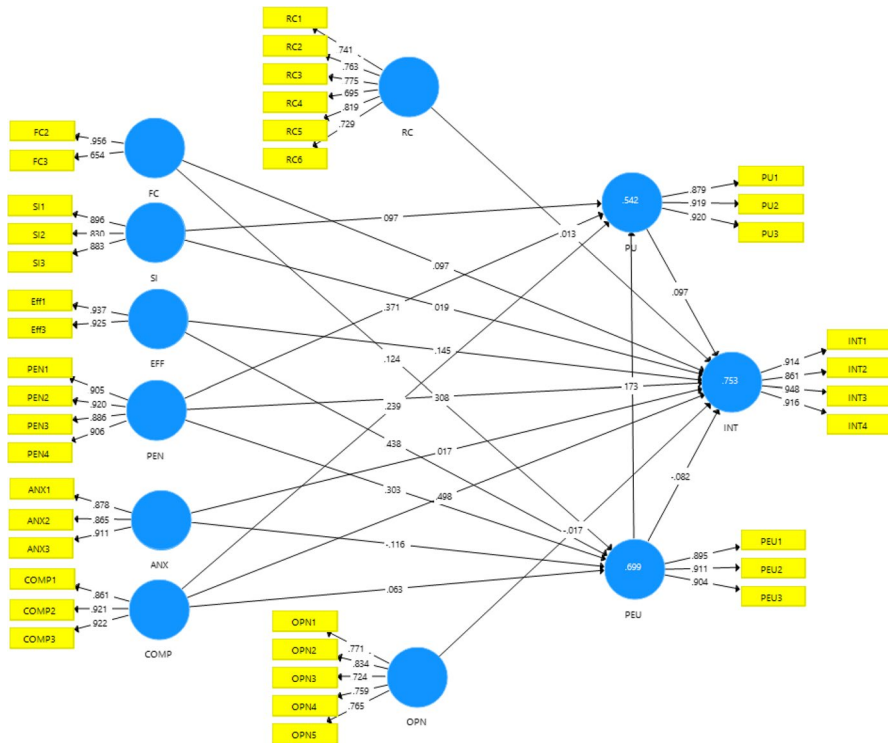 RC1
RC2
RC3
RC4
RC5
RC6
741
.763
775
695
.819
.729
RC
FC2
FC3
.956
654
FC
SI1
SI2
SI3
896
830
883
SI
Eff1
Eff3
.937
.925
EFF
PEN1
PEN2
PEN3
PEN4
905
.920
.886
906
PEN
ANX1
ANX2
ANX3
.878
.865
.911
ANX
COMP1
COMP2
COMP3
.861
.921
.922
COMP
OPN1
OPN2
OPN3
OPN4
OPN5
.771
.834
724
.759
.765
OPN
097
.013
.097
.371
019
.145
.124
.239
308
173
.438
017
.303
.498
-.017
-.116
.063
.097
-.082
.542
PU
.879
.919
.920
PU1
PU2
PU3
.753
INT
.914
861
.948
.916
INT1
INT2
INT3
INT4
.699
PEU
.895
.911
.904
PEU1
PEU2
PEU3